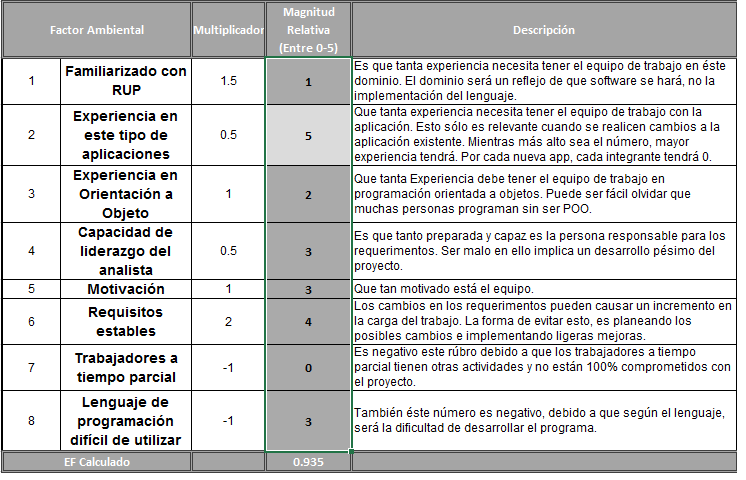 Factor Ambiental
Multiplicador
Magnitud
Relativa
(Entre 0-5)
Descripción
1
Familiarizado con
RUP
1.5
1
Es que tanta experiencia necesita tener el equipo de trabajo en éste
dominio. El dominio será un reflejo de que software se hará, no la
implementación del lenguaje.
2
Experiencia en
este tipo de
aplicaciones
0.5
5
Que tanta experiencia necesita tener el equipo de trabajo con la
aplicación. Esto sólo es relevante cuando se realicen cambios a la
aplicación existente. Mientras más alto sea el número, mayor
experiencia tendrá. Por cada nueva app, cada integrante tendrá 0.
3
Experiencia en
Orientación a
Objeto
1
2
Que tanta Experiencia debe tener el equipo de trabajo en
programación orientada a objetos. Puede ser fácil olvidar que
muchas personas programan sin ser POO.
4
Capacidad de
liderazgo del
analista
0.5
3
Es que tanto preparada y capaz es la persona responsable para los
requerimentos. Ser malo en ello implica un desarrollo pésimo del
proyecto.
5
Motivación
1
3
Que tan motivado está el equipo.
6
Requisitos
estables
2
4
Los cambios en los requerimentos pueden causar un incremento en
la carga del trabajo. La forma de evitar esto, es planeando los
posibles cambios e implementando ligeras mejoras.
7
Trabajadores a
tiempo parcial
-1
0
Es negativo este rúbro debido a que los trabajadores a tiempo
parcial tienen otras actividades y no están 100% comprometidos con
el proyecto.
8
Lenguaje de
programación
difícil de utilizar
-1
3
También éste número es negativo, debido a que según el lenguaje,
será la dificultad de desarrollar el programa.
EF Calculado
0.935